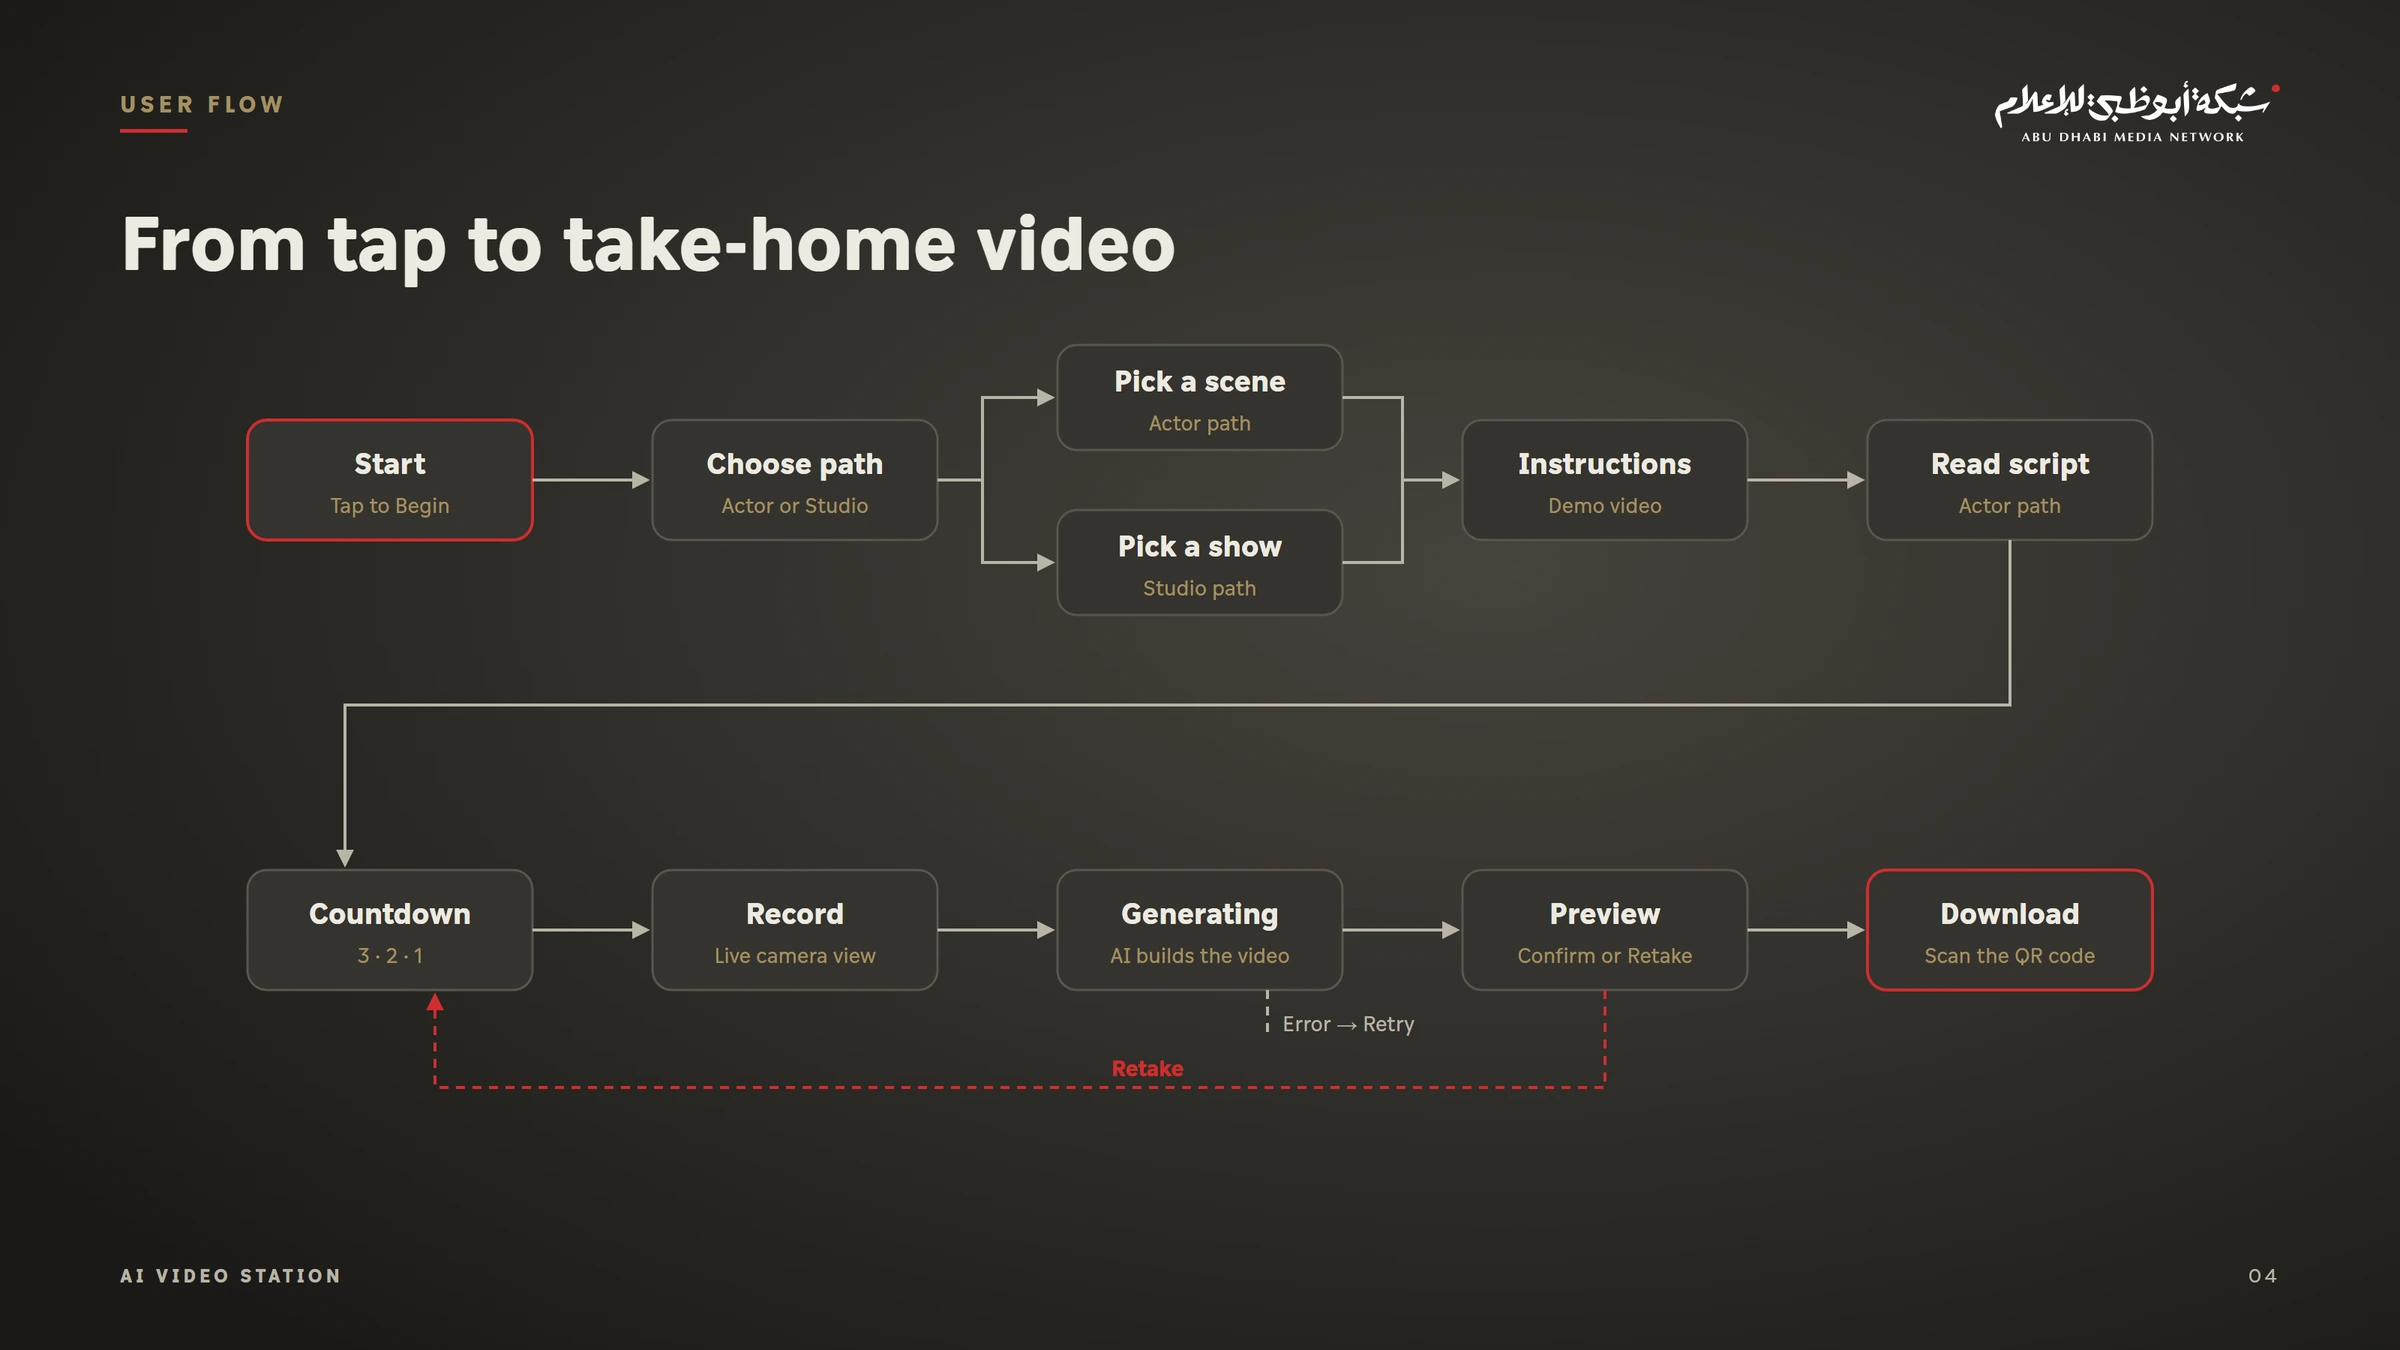 USER FLOW
شبكة أبوظبي للإعلام
ABU DHABI MEDIA NETWORK
From tap to take-home video
Pick a scene
Actor path
Start
Tap to Begin
Choose path
Actor or Studio
Instructions
Demo video
Read script
Actor path
Pick a show
Studio path
Countdown
3 · 2 · 1
Record
Live camera view
Generating
AI builds the video
Preview
Confirm or Retake
Download
Scan the QR code
Error → Retry
Retake
AI VIDEO STATION
04